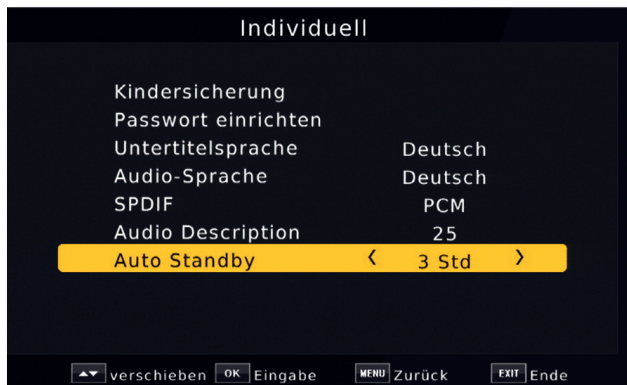 Individuell
Kindersicherung
Passwort einrichten
Untertitelsprache Deutsch
Audio-Sprache Deutsch
SPDIF PCM
Audio Description 25
Auto Standby 3 Std
verschieben OK Eingabe MENU Zurück EXIT Ende